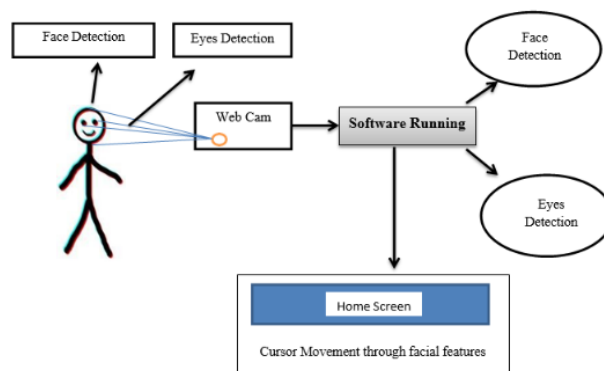 Face Detection
Eyes Detection
Web Cam
Software Running
Face
Detection
Eyes
Detection
Home Screen
Cursor Movement through facial features